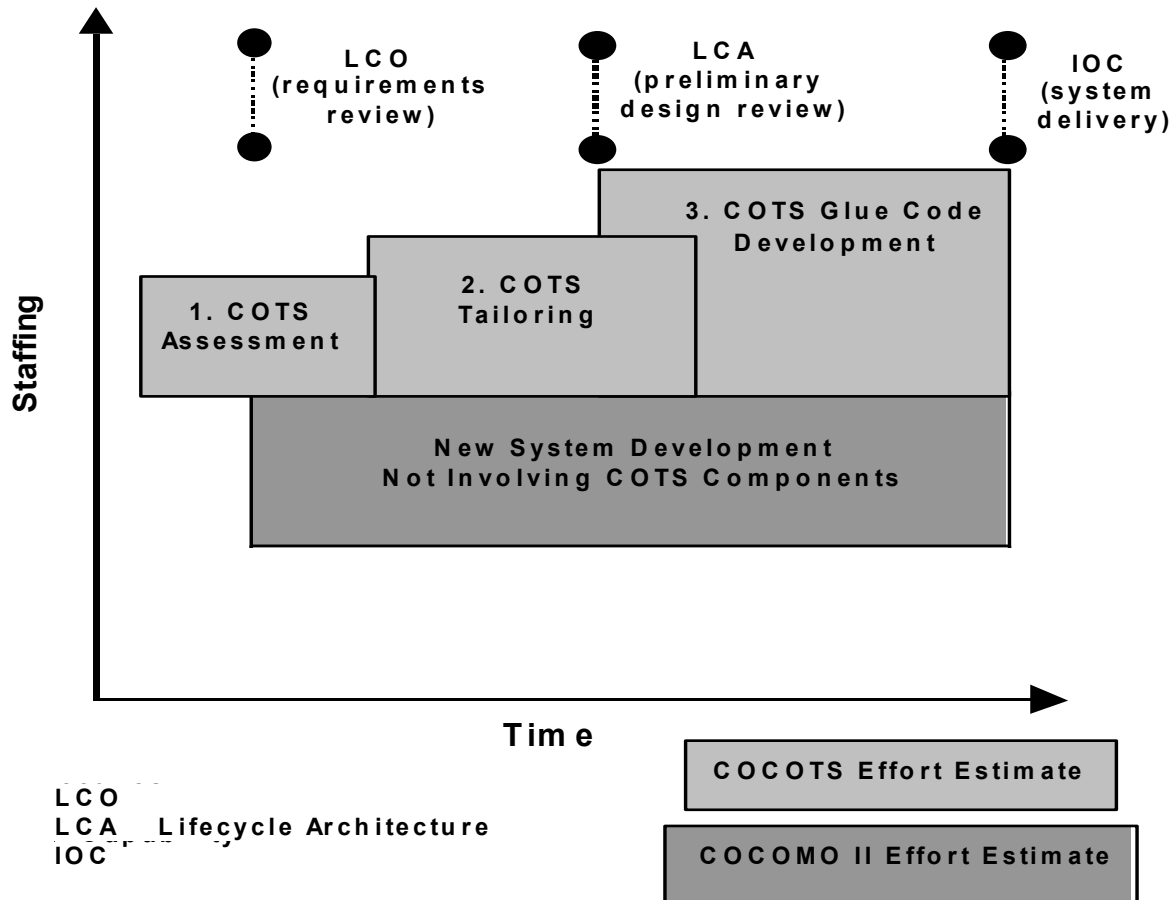 LCO
(requirements
review)
LCA
(preliminary
design review)
IOC
(system
delivery)
3. COTS Glue Code
Development
2. COTS
Tailoring
1. COTS
Assessment
Staffing
New System Development
Not Involving COTS Components
Time
COCOTS Effort Estimate
LCO
LCA Lifecycle Architecture
IOC
COCOMO II Effort Estimate